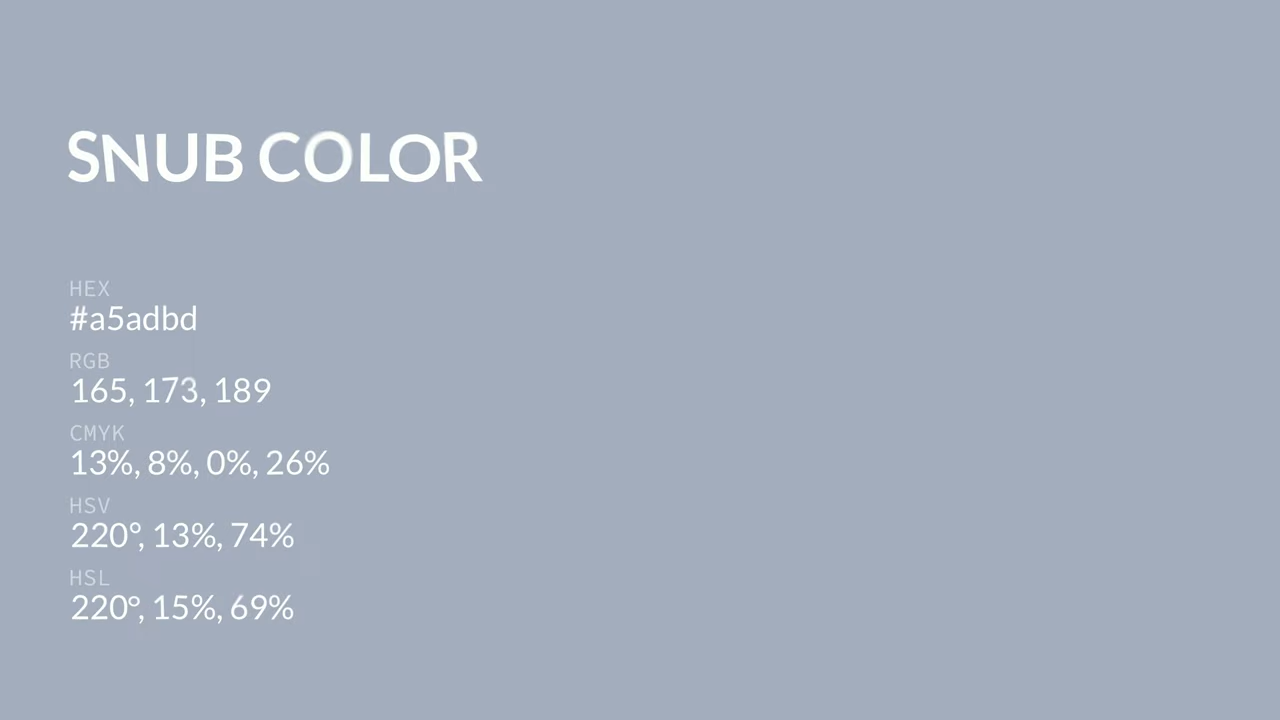 SNUB COLOR
HEX
#a5adbd
RGB
165, 173, 189
CMYK
13%, 8%, 0%, 26%
HSV
220°, 13%, 74%
HSL
220°, 15%, 69%